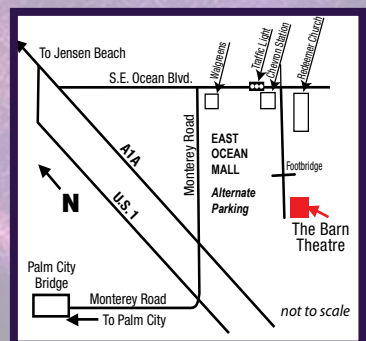 To Jensen Beach
S.E. Ocean Blvd.
Walgreens
Traffic Light
Chevron Station
Redeemer Church
Monterey Road
A1A
U.S. 1
EAST
OCEAN
MALL
Alternate
Parking
Footbridge
N
The Barn
Theatre
Palm City
Bridge
Monterey Road
To Palm City
not to scale